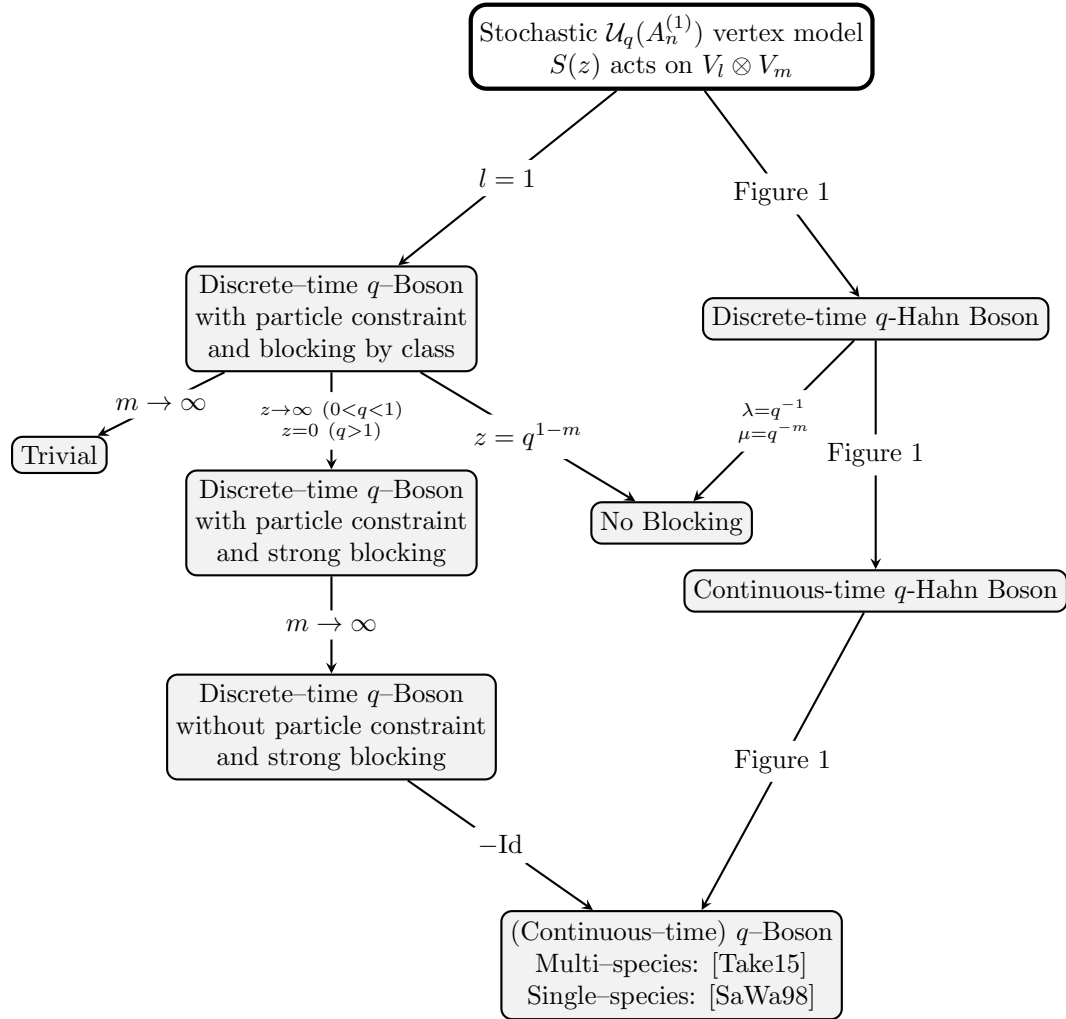 Stochastic 𝒰_q(A_n^{(1)}) vertex model
S(z) acts on V_l ⊗ V_m
l = 1
Figure 1
Discrete–time q–Boson
with particle constraint
and blocking by class
Discrete-time q-Hahn Boson
m → ∞
z→∞ (0<q<1)
z=0 (q>1)
z = q^{1−m}
λ=q^{−1}
μ=q^{−m}
Figure 1
Trivial
Discrete–time q–Boson
with particle constraint
and strong blocking
No Blocking
Continuous-time q-Hahn Boson
m → ∞
Discrete–time q–Boson
without particle constraint
and strong blocking
Figure 1
−Id
(Continuous–time) q–Boson
Multi–species: [Take15]
Single–species: [SaWa98]